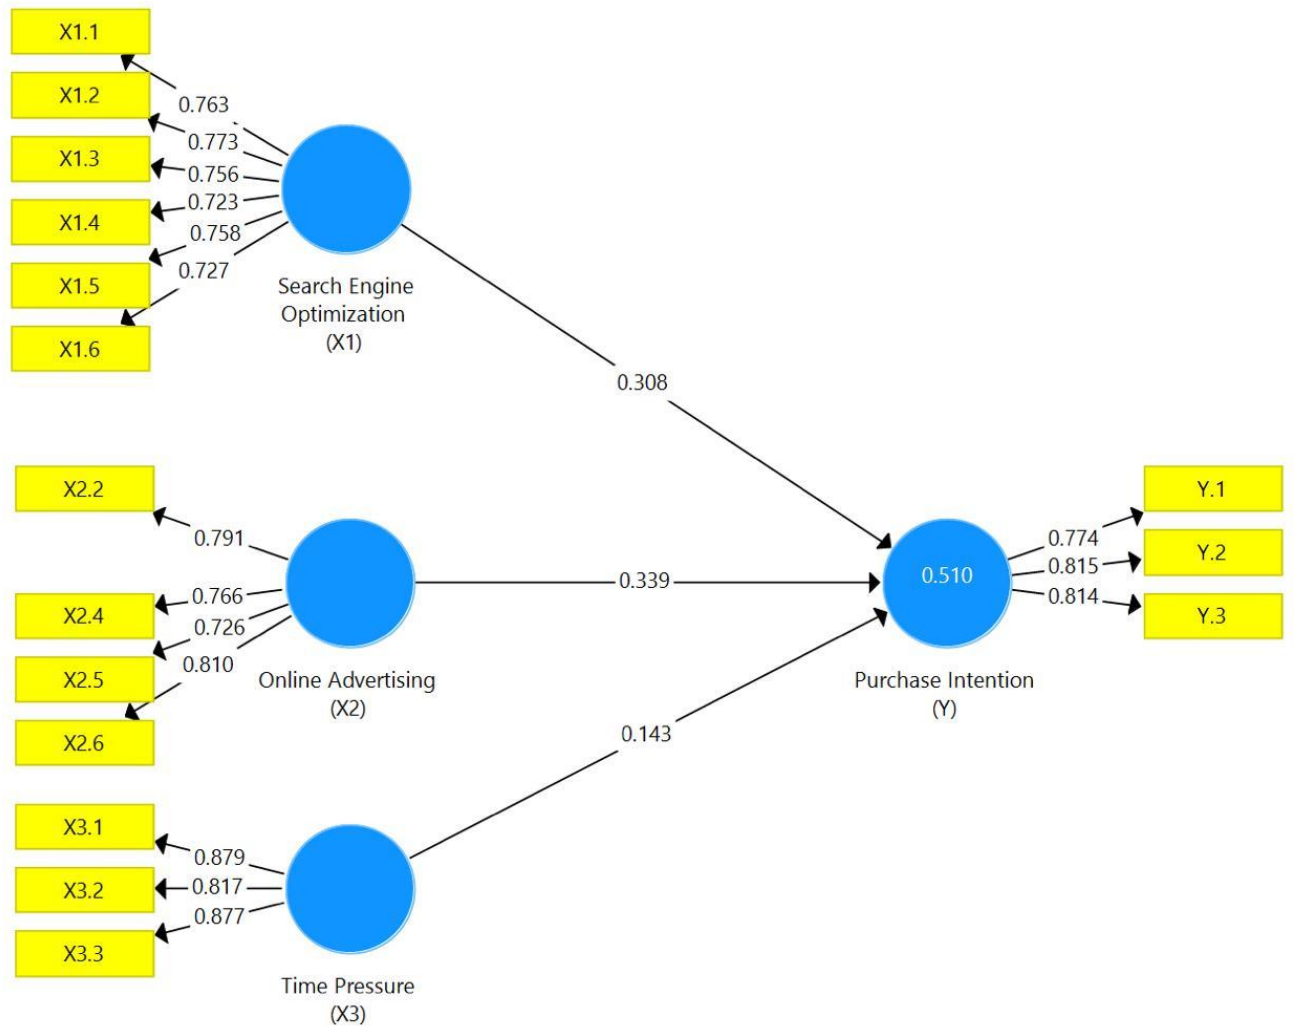 X1.1
X1.2
X1.3
X1.4
X1.5
X1.6
0.763
0.773
0.756
0.723
0.758
0.727
Search Engine
Optimization
(X1)
0.308
X2.2
X2.4
X2.5
X2.6
0.791
0.766
0.726
0.810
Online Advertising
(X2)
0.339
X3.1
X3.2
X3.3
0.879
0.817
0.877
Time Pressure
(X3)
0.143
0.510
Purchase Intention
(Y)
0.774
0.815
0.814
Y.1
Y.2
Y.3